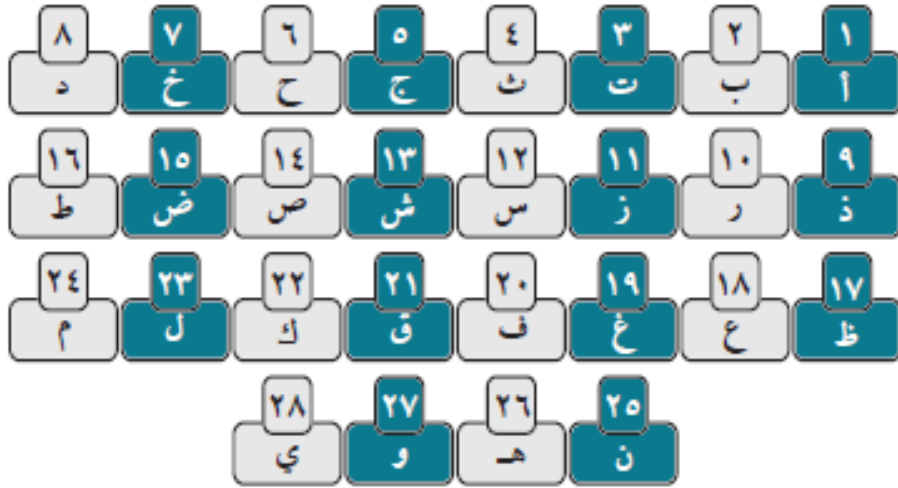 ١ ٢ ٣ ٤ ٥ ٦ ٧ ٨
أ ب ت ث ج ح خ د
٩ ١٠ ١١ ١٢ ١٣ ١٤ ١٥ ١٦
ذ ر ز س ش ص ض ط
١٧ ١٨ ١٩ ٢٠ ٢١ ٢٢ ٢٣ ٢٤
ظ ع غ ف ق ك ل م
٢٥ ٢٦ ٢٧ ٢٨
ن هـ و ي